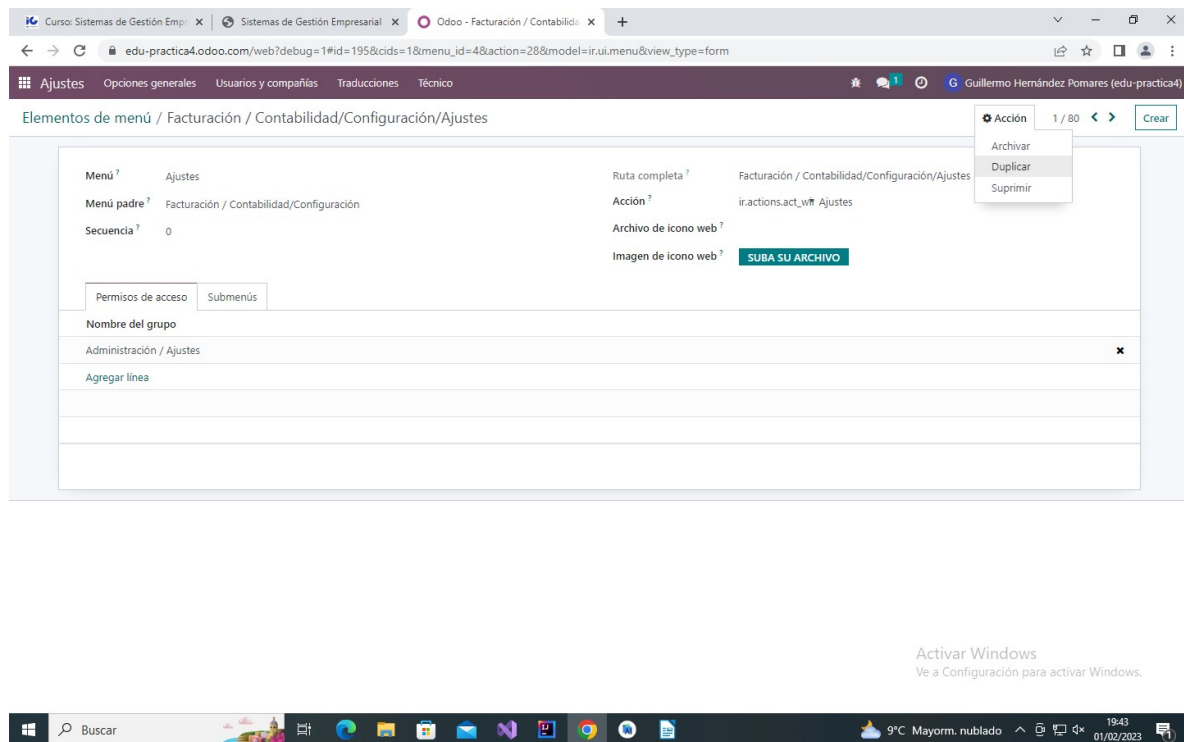 Curso: Sistemas de Gestión Empr
Sistemas de Gestión Empresarial
Odoo - Facturación / Contabilida
edu-practica4.odoo.com/web?debug=1#id=195&cids=1&menu_id=4&action=28&model=ir.ui.menu&view_type=form
Ajustes Opciones generales Usuarios y compañías Traducciones Técnico
1 G Guillermo Hernández Pomares (edu-practica4)
Elementos de menú / Facturación / Contabilidad/Configuración/Ajustes
Acción 1 / 80 Crear
Archivar
Duplicar
Suprimir
Menú ? Ajustes
Menú padre ? Facturación / Contabilidad/Configuración
Secuencia ? 0
Ruta completa ? Facturación / Contabilidad/Configuración/Ajustes
Acción ? ir.actions.act_w Ajustes
Archivo de icono web ?
Imagen de icono web ? SUBA SU ARCHIVO
Permisos de acceso Submenús
Nombre del grupo
Administración / Ajustes
Agregar línea
Activar Windows
Ve a Configuración para activar Windows.
Buscar
9°C Mayorm. nublado
19:43
01/02/2023
1